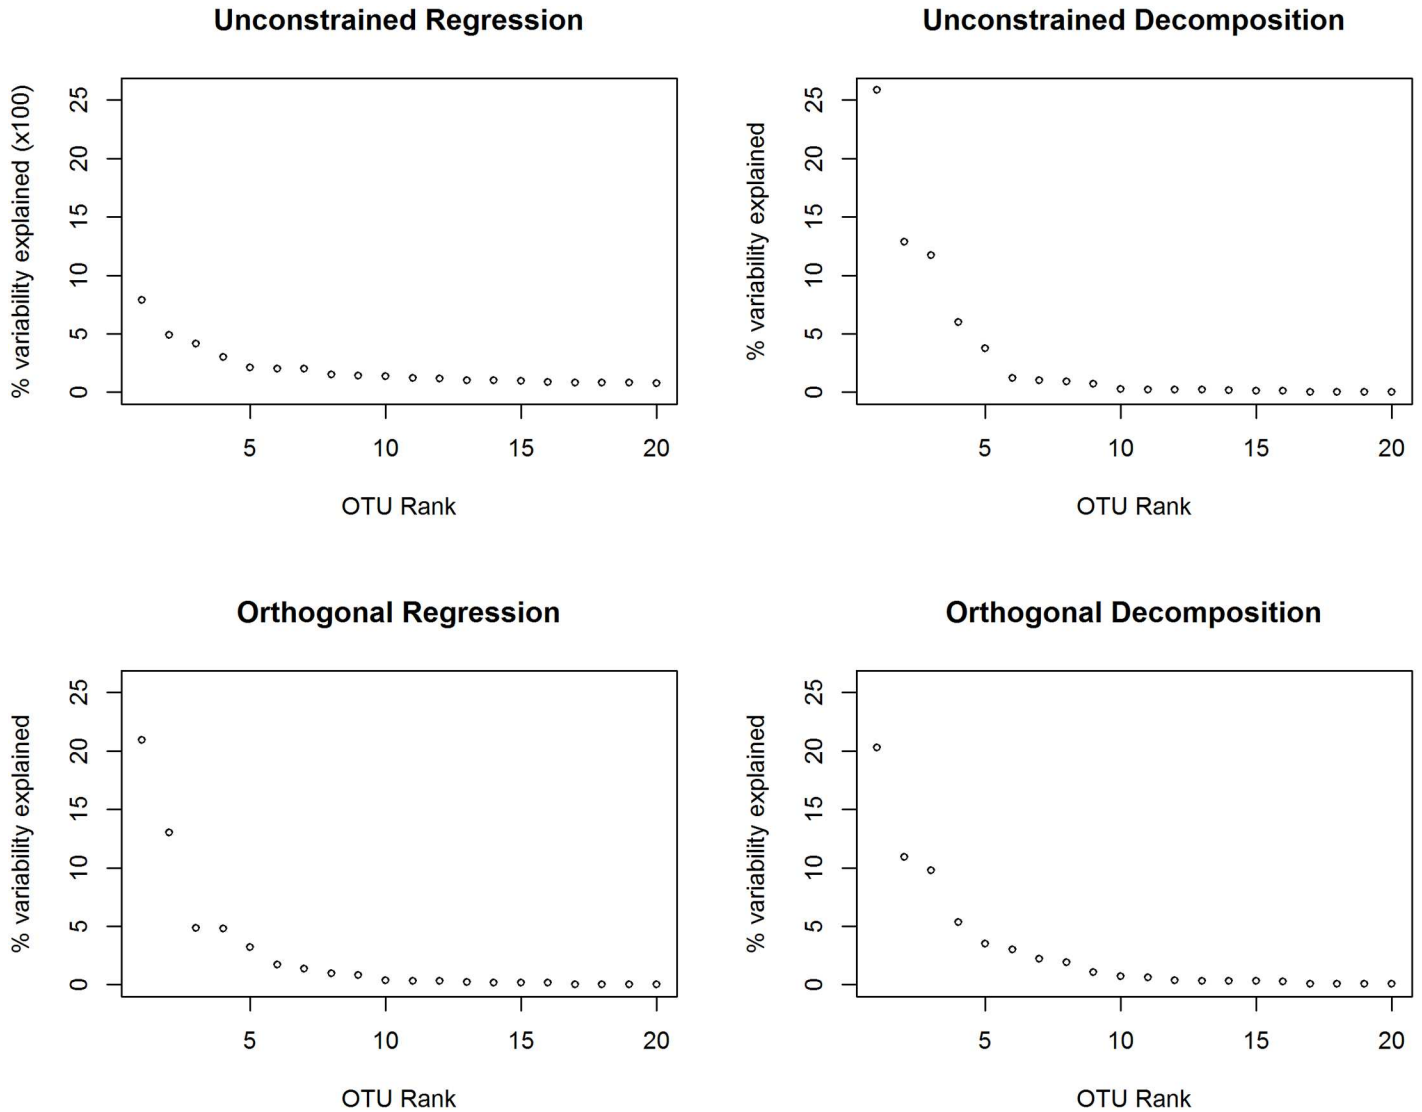 Unconstrained Regression
% variability explained (x100)
25
20
15
10
5
0
5 10 15 20
OTU Rank
Unconstrained Decomposition
% variability explained
25
20
15
10
5
0
5 10 15 20
OTU Rank
Orthogonal Regression
% variability explained
25
20
15
10
5
0
5 10 15 20
OTU Rank
Orthogonal Decomposition
% variability explained
25
20
15
10
5
0
5 10 15 20
OTU Rank